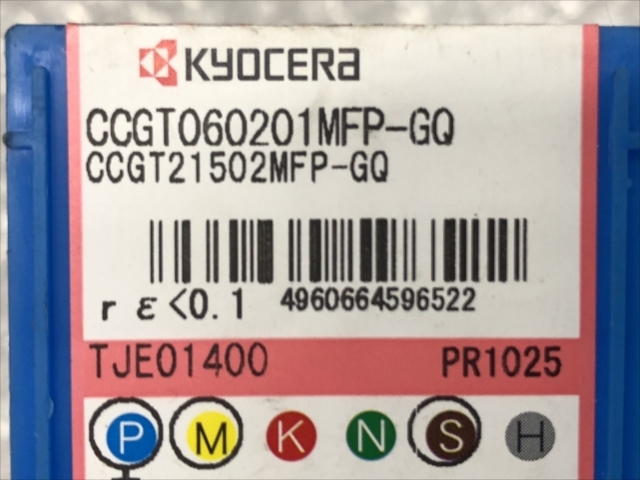 KYOCERA
CCGT060201MFP-GQ
CCGT21502MFP-GQ
rε<0.1 4960664596522
TJE01400 PR1025
P M K N S H